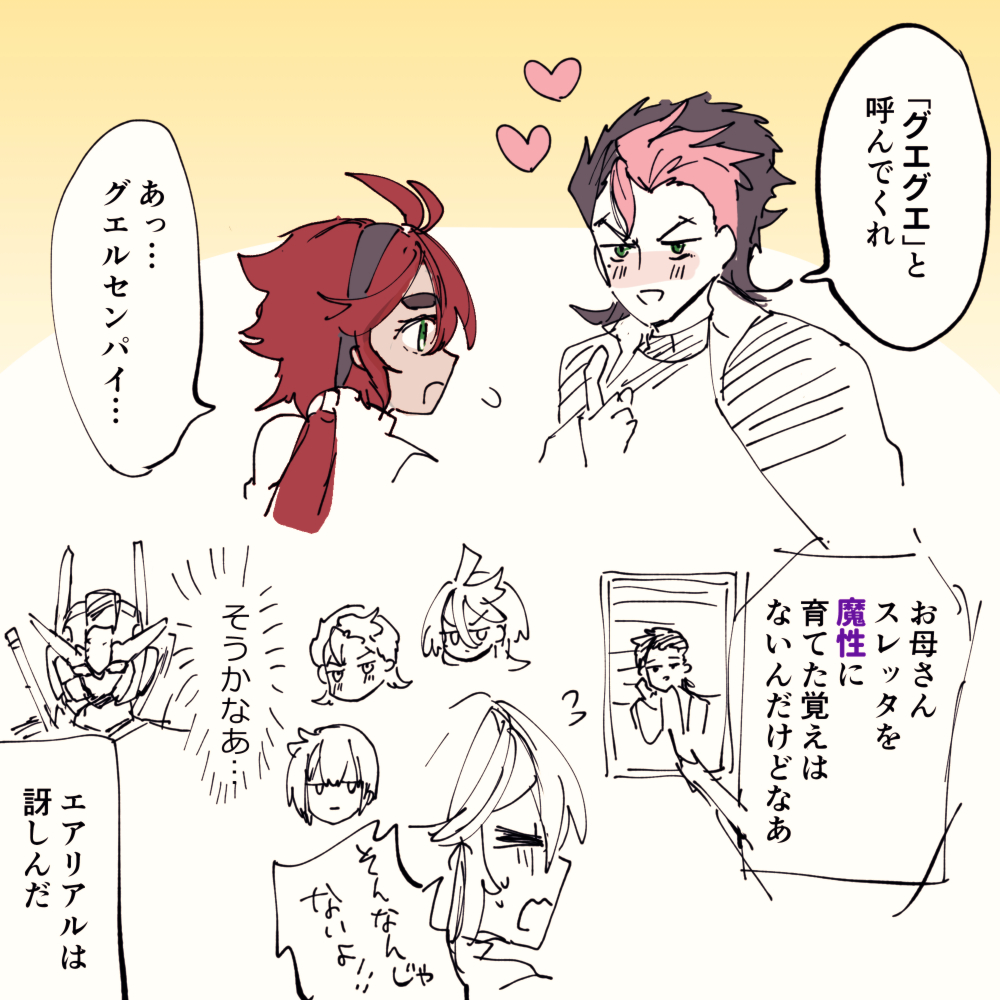 「グエグエ」と
呼んでくれ
あっ…
グエルセンパイ…
お母さん
スレッタを
魔性に
育てた覚えは
ないんだけどなあ
そうかなあ…
そんなんじゃ
ないよ!!
エアリアルは
訝しんだ